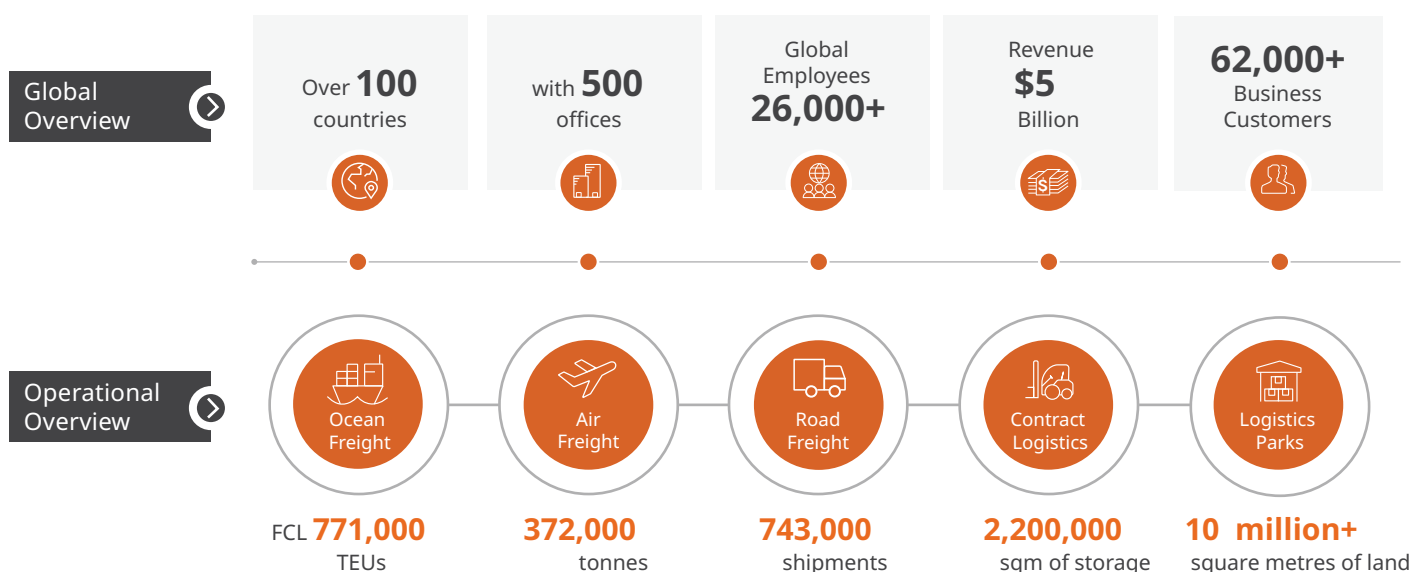 Global
Overview
Over 100
countries
with 500
offices
Global
Employees
26,000+
Revenue
$5
Billion
62,000+
Business
Customers
$
Operational
Overview
Ocean
Freight
Air
Freight
Road
Freight
Contract
Logistics
Logistics
Parks
FCL 771,000
TEUs
372,000
tonnes
743,000
shipments
2,200,000
sqm of storage
10 million+
square metres of land